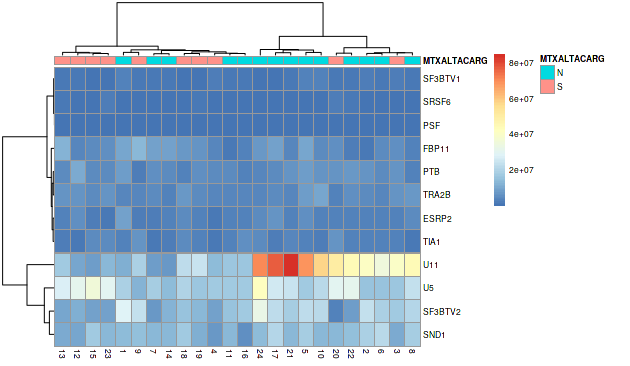 MTXALTACARG
SF3BTV1
SRSF6
PSF
FBP11
PTB
TRA2B
ESRP2
TIA1
U11
U5
SF3BTV2
SND1
13 12 15 23 1 9 7 14 18 19 4 11 16 24 17 21 5 10 20 22 2 6 3 8
8e+07
6e+07
4e+07
2e+07
MTXALTACARG
N
S